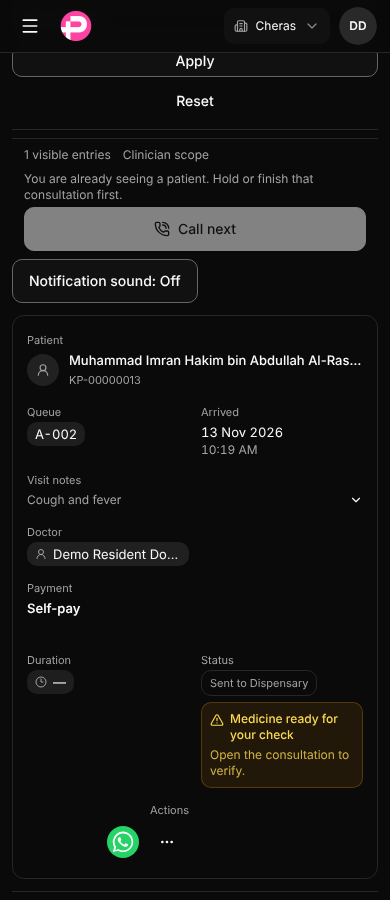 Cheras
DD
Apply
Reset
1 visible entries Clinician scope
You are already seeing a patient. Hold or finish that
consultation first.
Call next
Notification sound: Off
Patient
Muhammad Imran Hakim bin Abdullah Al-Ras...
KP-00000013
Queue
A-002
Arrived
13 Nov 2026
10:19 AM
Visit notes
Cough and fever
Doctor
Demo Resident Do...
Payment
Self-pay
Duration
—
Status
Sent to Dispensary
Medicine ready for
your check
Open the consultation to
verify.
Actions